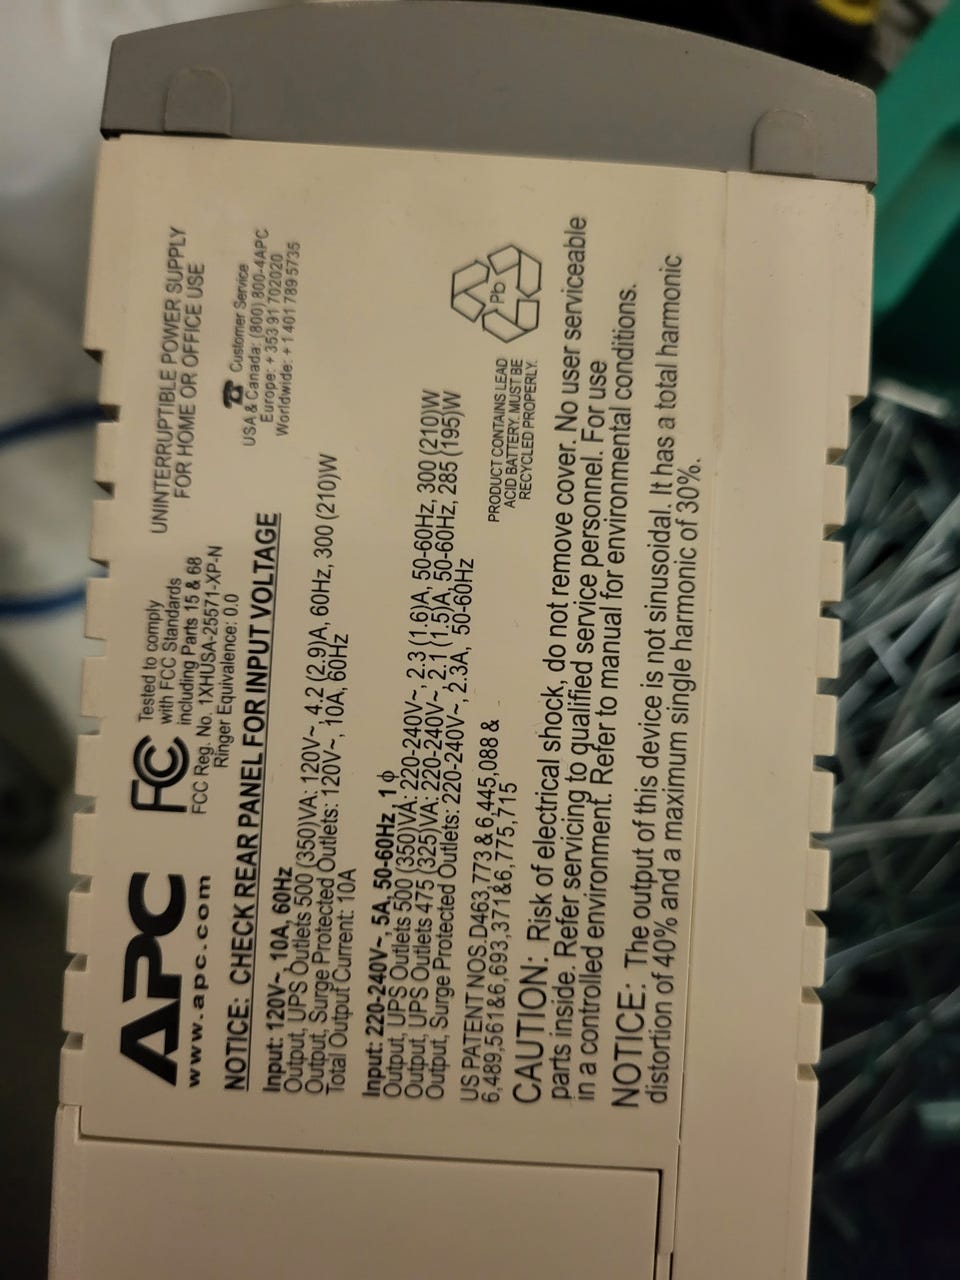 APC
www.apc.com
FC
Tested to comply
with FCC Standards
including Parts 15 & 68
FCC Reg. No. 1XHUSA-25571-XP-N
Ringer Equivalence: 0.0
UNINTERRUPTIBLE POWER SUPPLY
FOR HOME OR OFFICE USE
☎ Customer Service
USA & Canada: (800) 800-4APC
Europe: + 353 91 702020
Worldwide: + 1 401 789 5735
NOTICE: CHECK REAR PANEL FOR INPUT VOLTAGE
Input: 120V~, 10A, 60Hz
Output, UPS Outlets 500 (350)VA: 120V~, 4.2 (2.9)A, 60Hz, 300 (210)W
Output, Surge Protected Outlets: 120V~, 10A, 60Hz
Total Output Current: 10A
Input: 220-240V~, 5A, 50-60Hz, 1 ϕ
Output, UPS Outlets 500 (350)VA: 220-240V~, 2.3 (1.6)A, 50-60Hz, 300 (210)W
Output, UPS Outlets 475 (325)VA: 220-240V~, 2.1 (1.5)A, 50-60Hz, 285 (195)W
Output, Surge Protected Outlets: 220-240V~, 2.3A, 50-60Hz
US PATENT NOS.D463,773 & 6,445,088 &
6,489,561&6,693,371&6,775,715
PRODUCT CONTAINS LEAD
ACID BATTERY. MUST BE
RECYCLED PROPERLY.
Pb
CAUTION: Risk of electrical shock, do not remove cover. No user serviceable
parts inside. Refer servicing to qualified service personnel. For use
in a controlled environment. Refer to manual for environmental conditions.
NOTICE: The output of this device is not sinusoidal. It has a total harmonic
distortion of 40% and a maximum single harmonic of 30%.